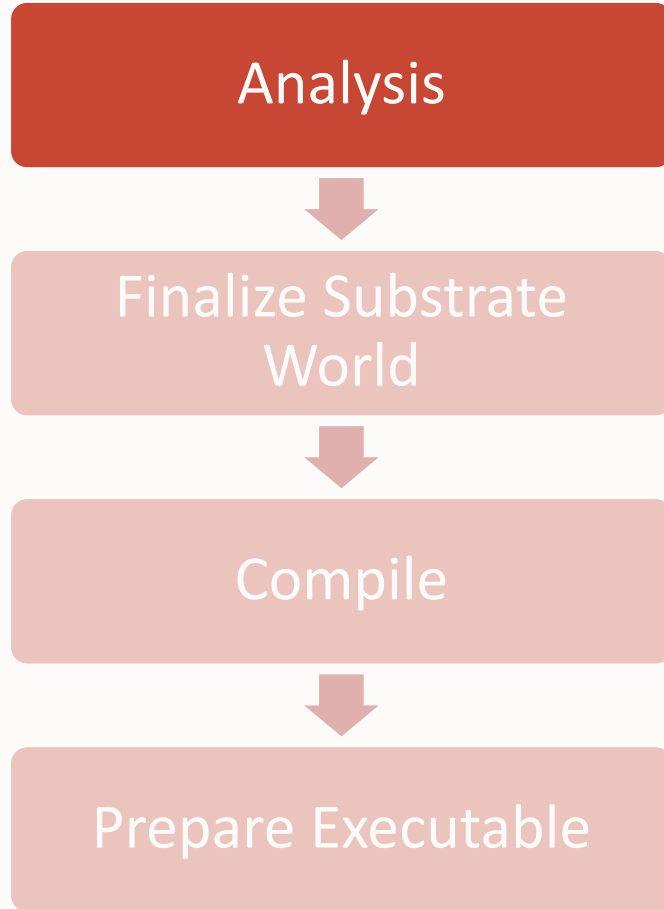 Analysis
Finalize Substrate
World
Compile
Prepare Executable